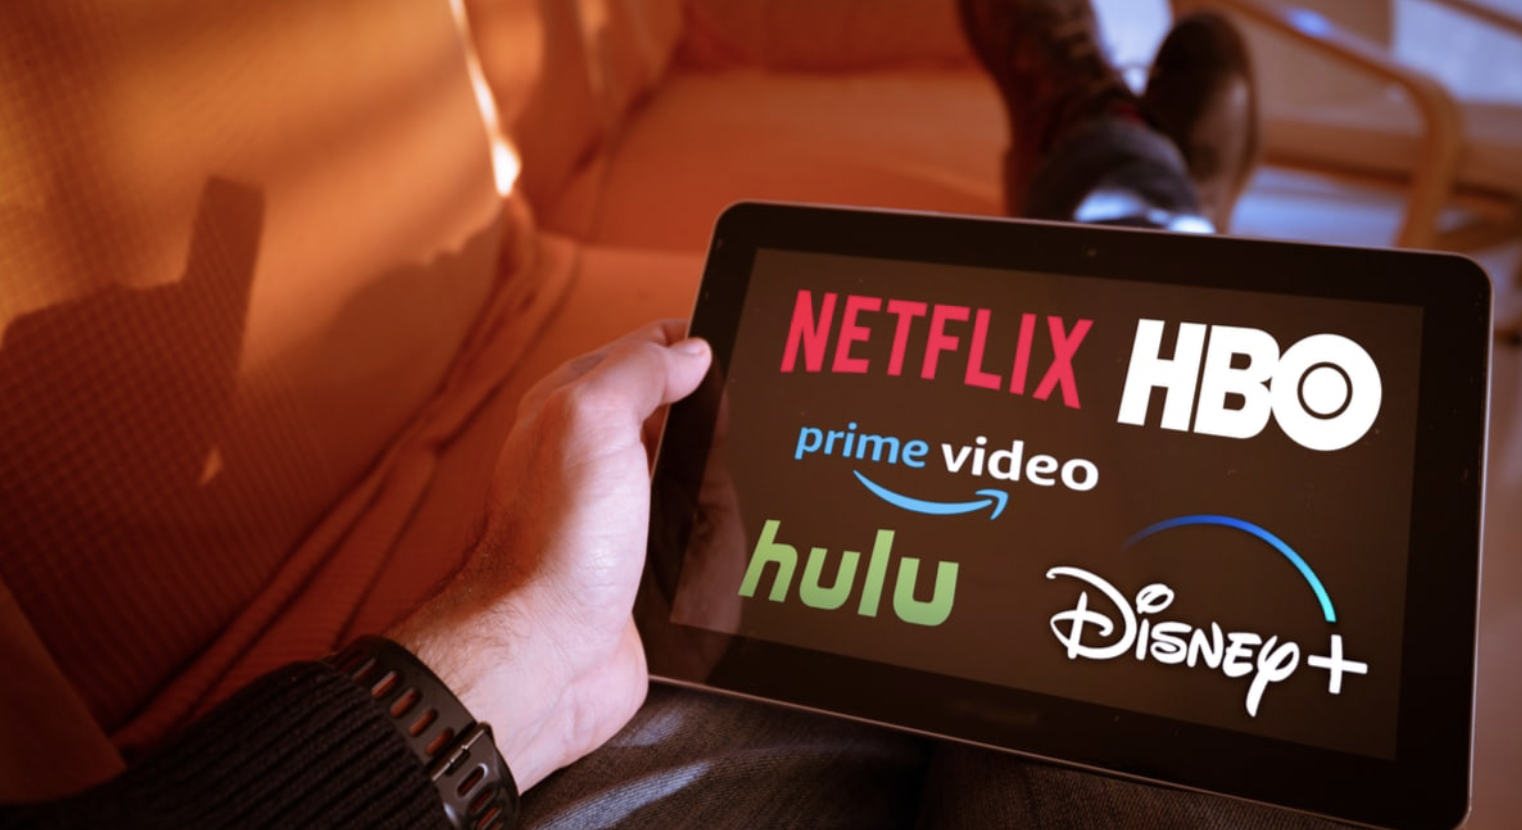 NETFLIX HBO
prime video
hulu
Disney+